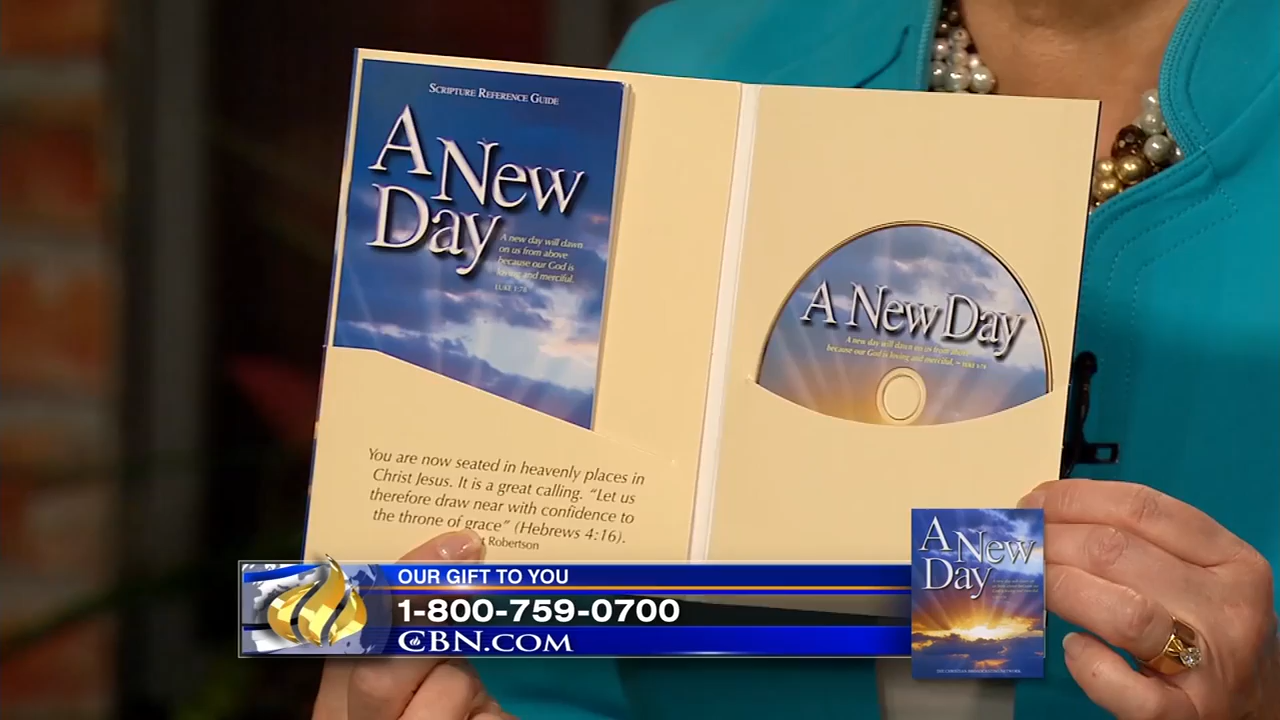 SCRIPTURE REFERENCE GUIDE
A NEW
DAY
A new day will dawn
on us from above
because our God is
loving and merciful.
LUKE 1:78
You are now seated in heavenly places in
Christ Jesus. It is a great calling. “Let us
therefore draw near with confidence to
the throne of grace” (Hebrews 4:16).
t Robertson
A NEW DAY
A new day will dawn on us from above
because our God is loving and merciful. ~ LUKE 1:78
OUR GIFT TO YOU
1-800-759-0700
CBN.COM
A NEW
DAY
THE CHRISTIAN BROADCASTING NETWORK